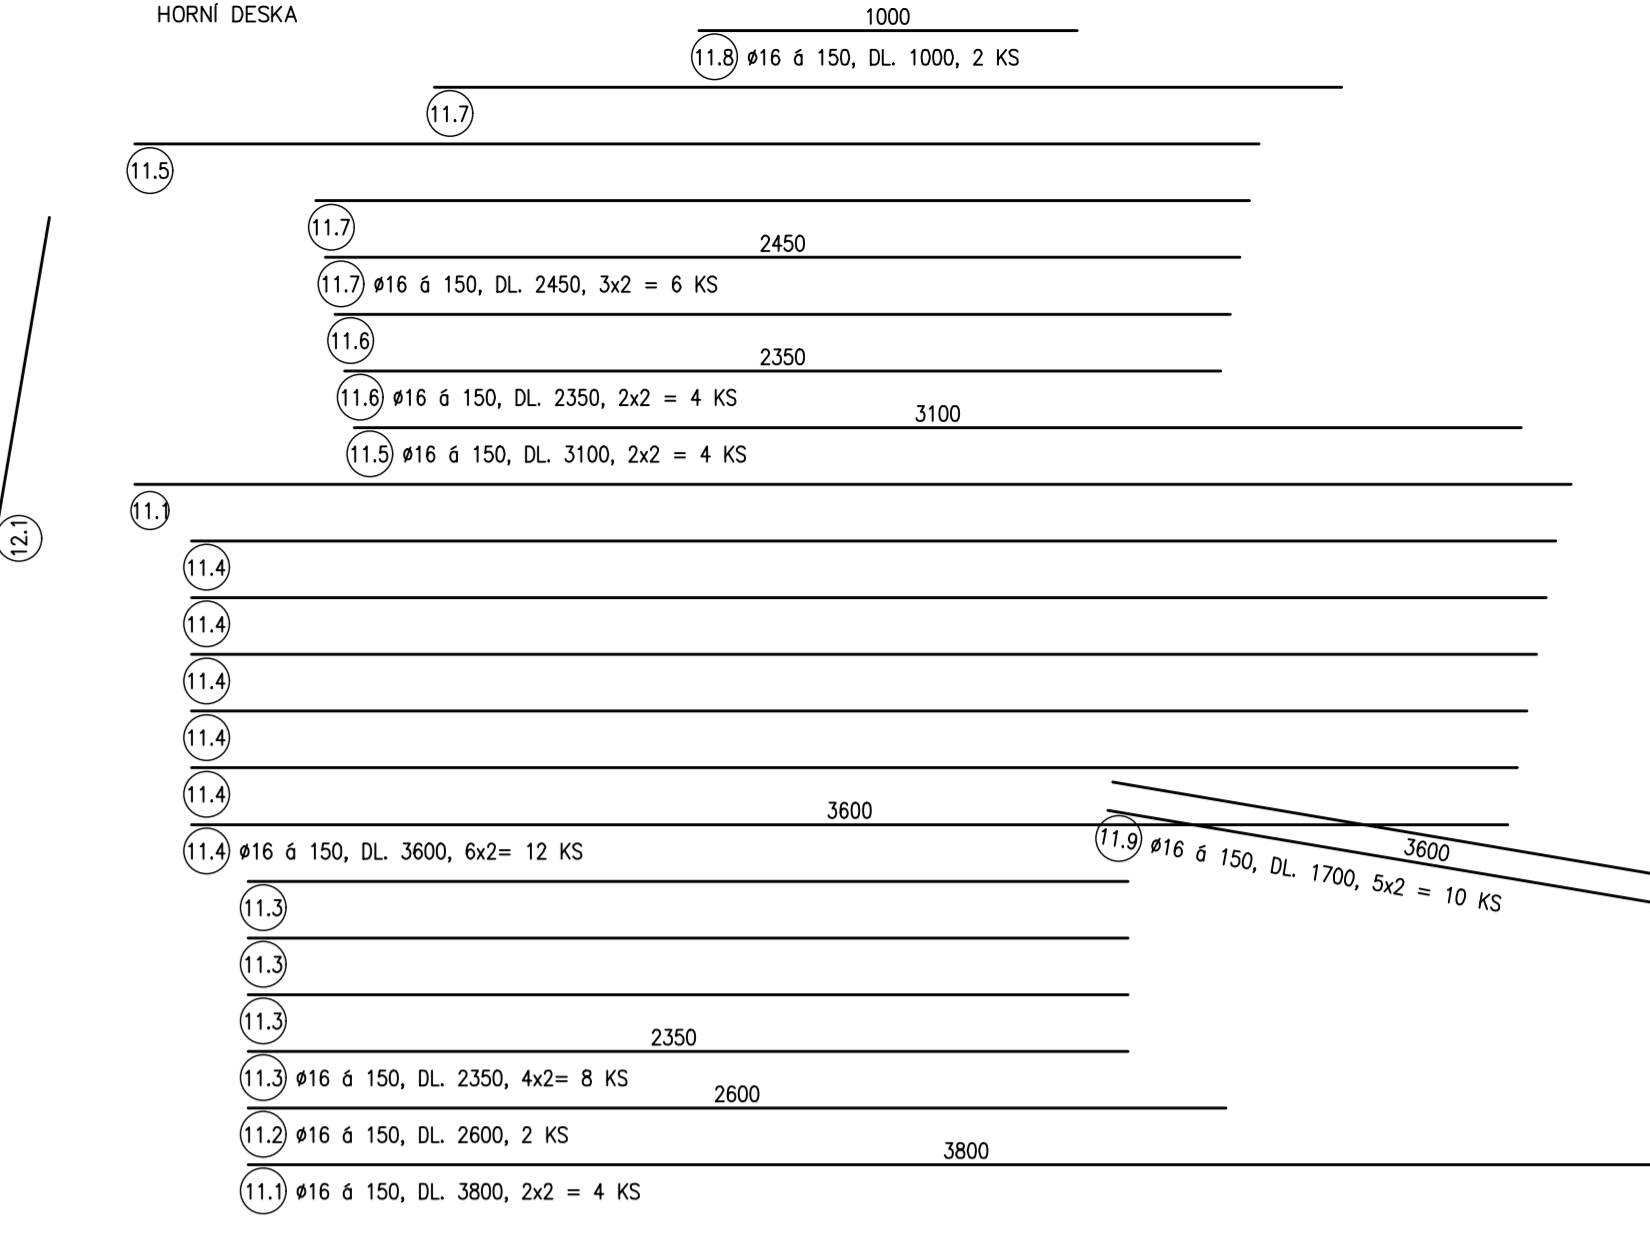 HORNÍ DESKA
1000
11.8 ø16 á 150, DL. 1000, 2 KS
11.7
11.5
11.7
2450
11.7 ø16 á 150, DL. 2450, 3x2 = 6 KS
11.6
2350
11.6 ø16 á 150, DL. 2350, 2x2 = 4 KS
3100
11.5 ø16 á 150, DL. 3100, 2x2 = 4 KS
11.1
12.1
11.4
11.4
11.4
11.4
11.4
3600
11.4 ø16 á 150, DL. 3600, 6x2= 12 KS
3600
11.9 ø16 á 150, DL. 1700, 5x2 = 10 KS
11.3
11.3
11.3
2350
11.3 ø16 á 150, DL. 2350, 4x2= 8 KS
2600
11.2 ø16 á 150, DL. 2600, 2 KS
3800
11.1 ø16 á 150, DL. 3800, 2x2 = 4 KS